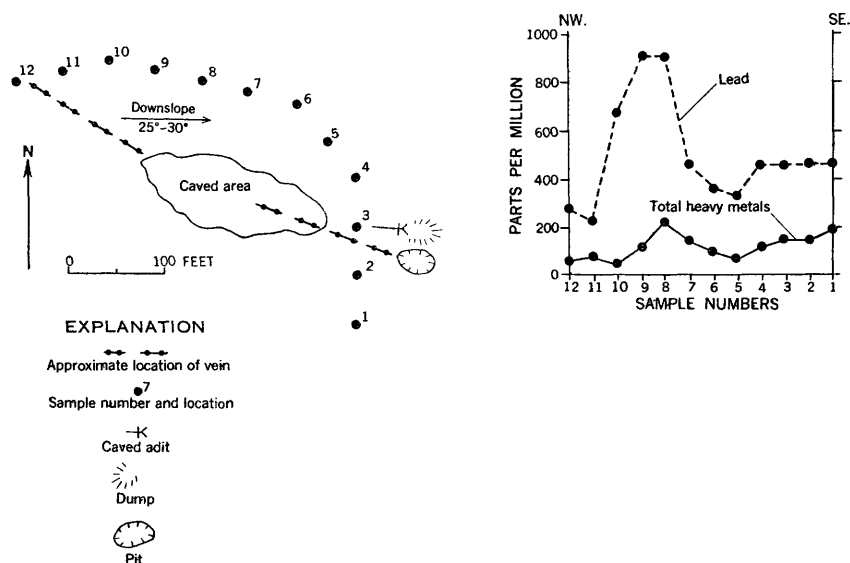 12
11
10
9
8
7
6
5
4
3
2
1
Downslope
25°-30°
N
Caved area
0 100 FEET
EXPLANATION
Approximate location of vein
7
Sample number and location
Caved adit
Dump
Pit
NW. SE.
PARTS PER MILLION
1000
800
600
400
200
0
Lead
Total heavy metals
12 11 10 9 8 7 6 5 4 3 2 1
SAMPLE NUMBERS